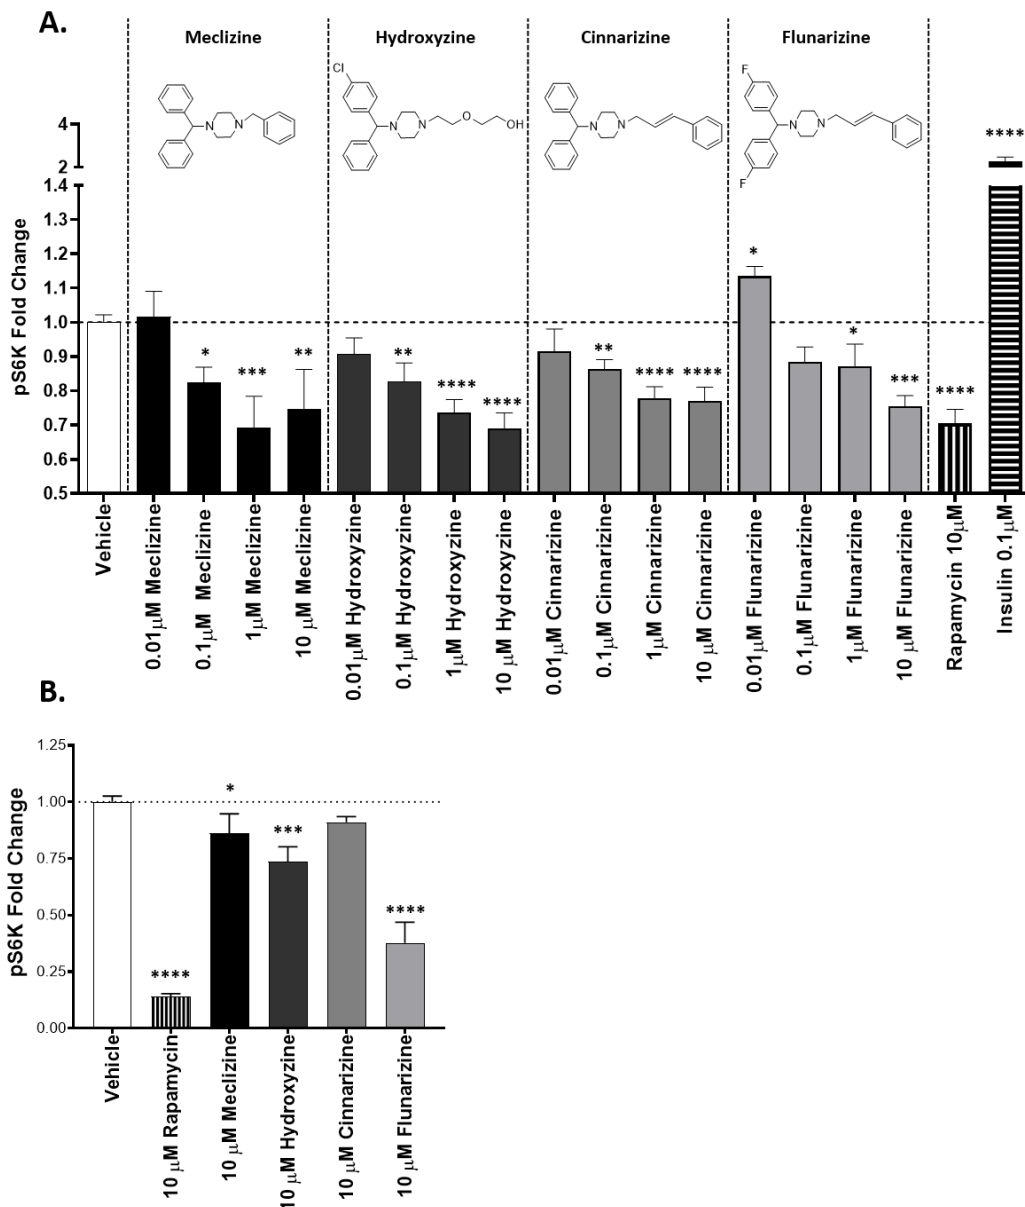 A.
Meclizine Hydroxyzine Cinnarizine Flunarizine
Cl
N
N
N
N
O
OH
N
N
F
N
N
F
pS6K Fold Change
4
2
1.4
1.3
1.2
1.1
1.0
0.9
0.8
0.7
0.6
0.5
* *** ** ** **** **** ** **** **** * * *** **** ****
Vehicle
0.01µM Meclizine
0.1µM Meclizine
1µM Meclizine
10 µM Meclizine
0.01µM Hydroxyzine
0.1µM Hydroxyzine
1µM Hydroxyzine
10 µM Hydroxyzine
0.01µM Cinnarizine
0.1µM Cinnarizine
1µM Cinnarizine
10 µM Cinnarizine
0.01µM Flunarizine
0.1µM Flunarizine
1µM Flunarizine
10 µM Flunarizine
Rapamycin 10µM
Insulin 0.1µM
B.
pS6K Fold Change
1.25
1.00
0.75
0.50
0.25
0.00
**** * *** ****
Vehicle
10 µM Rapamycin
10 µM Meclizine
10 µM Hydroxyzine
10 µM Cinnarizine
10 µM Flunarizine